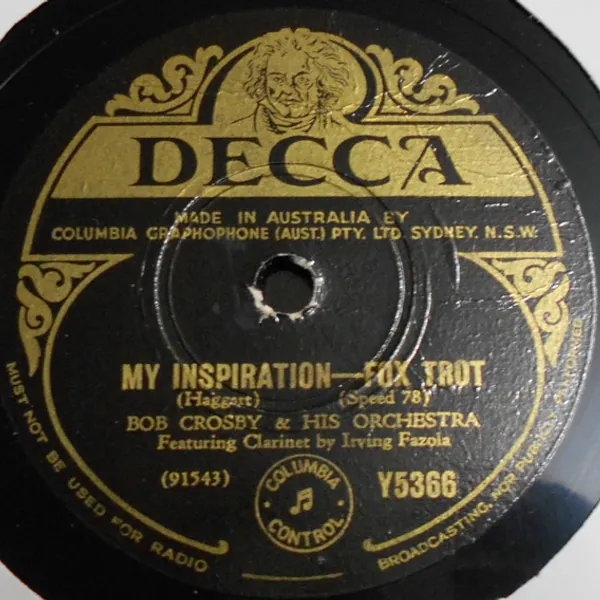 DECCA
MADE IN AUSTRALIA BY
COLUMBIA GRAPHOPHONE (AUST.) PTY. LTD. SYDNEY, N.S.W.
MY INSPIRATION—FOX TROT
(Haggart) (Speed 78)
BOB CROSBY & HIS ORCHESTRA
Featuring Clarinet by Irving Fazola
(91543)
COLUMBIA CONTROL
Y5366
MUST NOT BE USED FOR RADIO BROADCASTING, NOR PUBLICLY PERFORMED